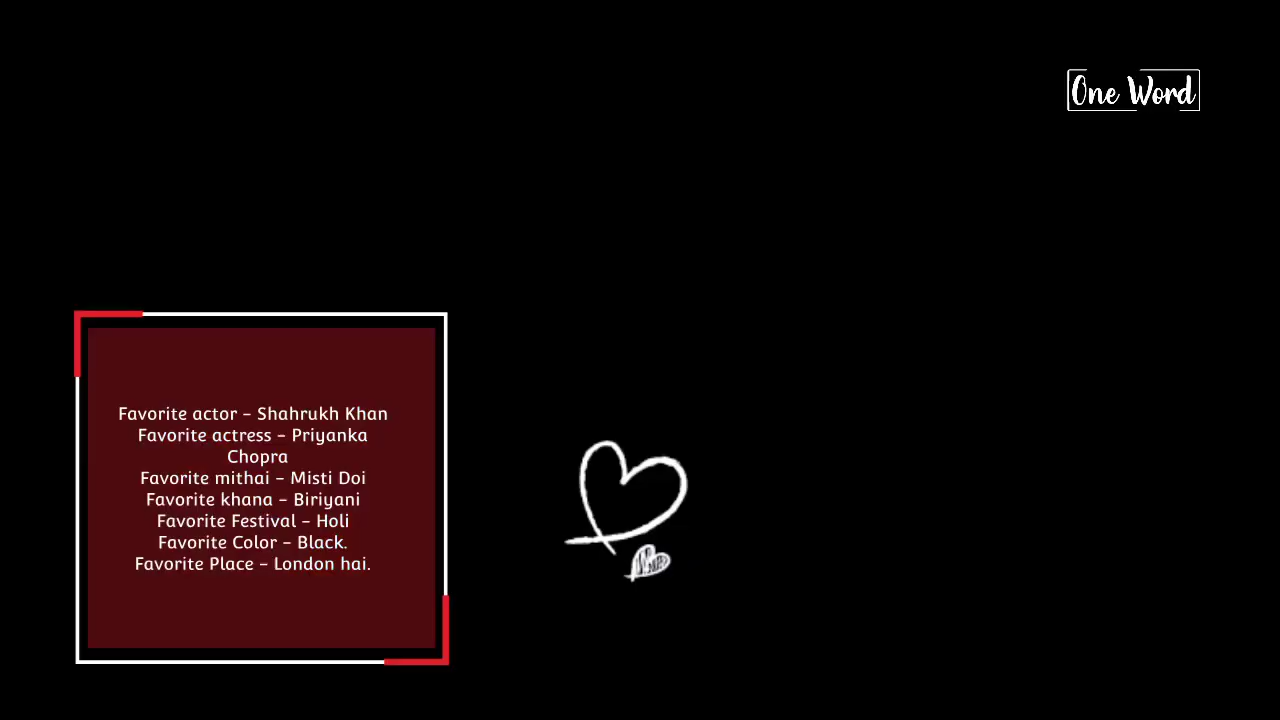 One Word
Favorite actor – Shahrukh Khan
Favorite actress – Priyanka
Chopra
Favorite mithai – Misti Doi
Favorite khana – Biriyani
Favorite Festival – Holi
Favorite Color – Black.
Favorite Place – London hai.